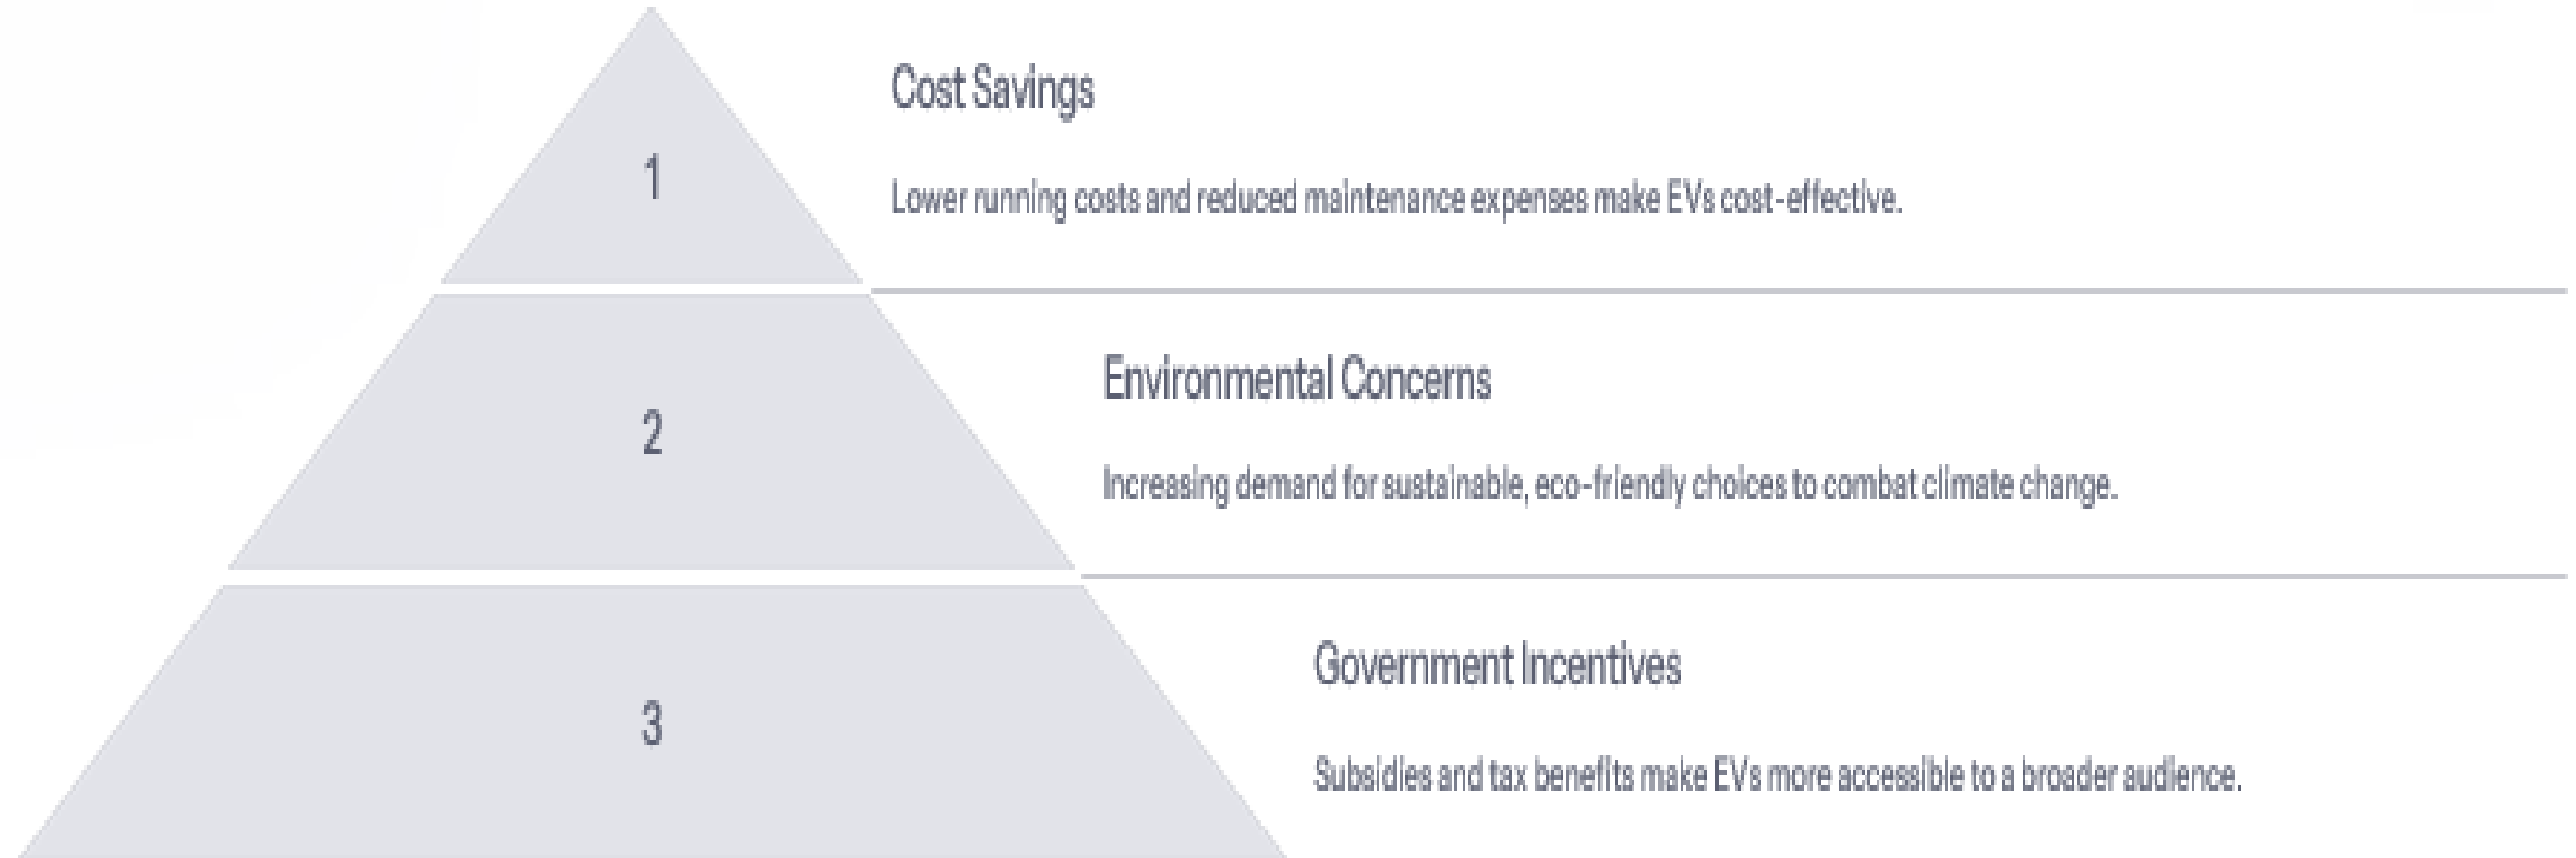 1
Cost Savings
Lower running costs and reduced maintenance expenses make EVs cost-effective.
2
Environmental Concerns
Increasing demand for sustainable, eco-friendly choices to combat climate change.
3
Government Incentives
Subsidies and tax benefits make EVs more accessible to a broader audience.